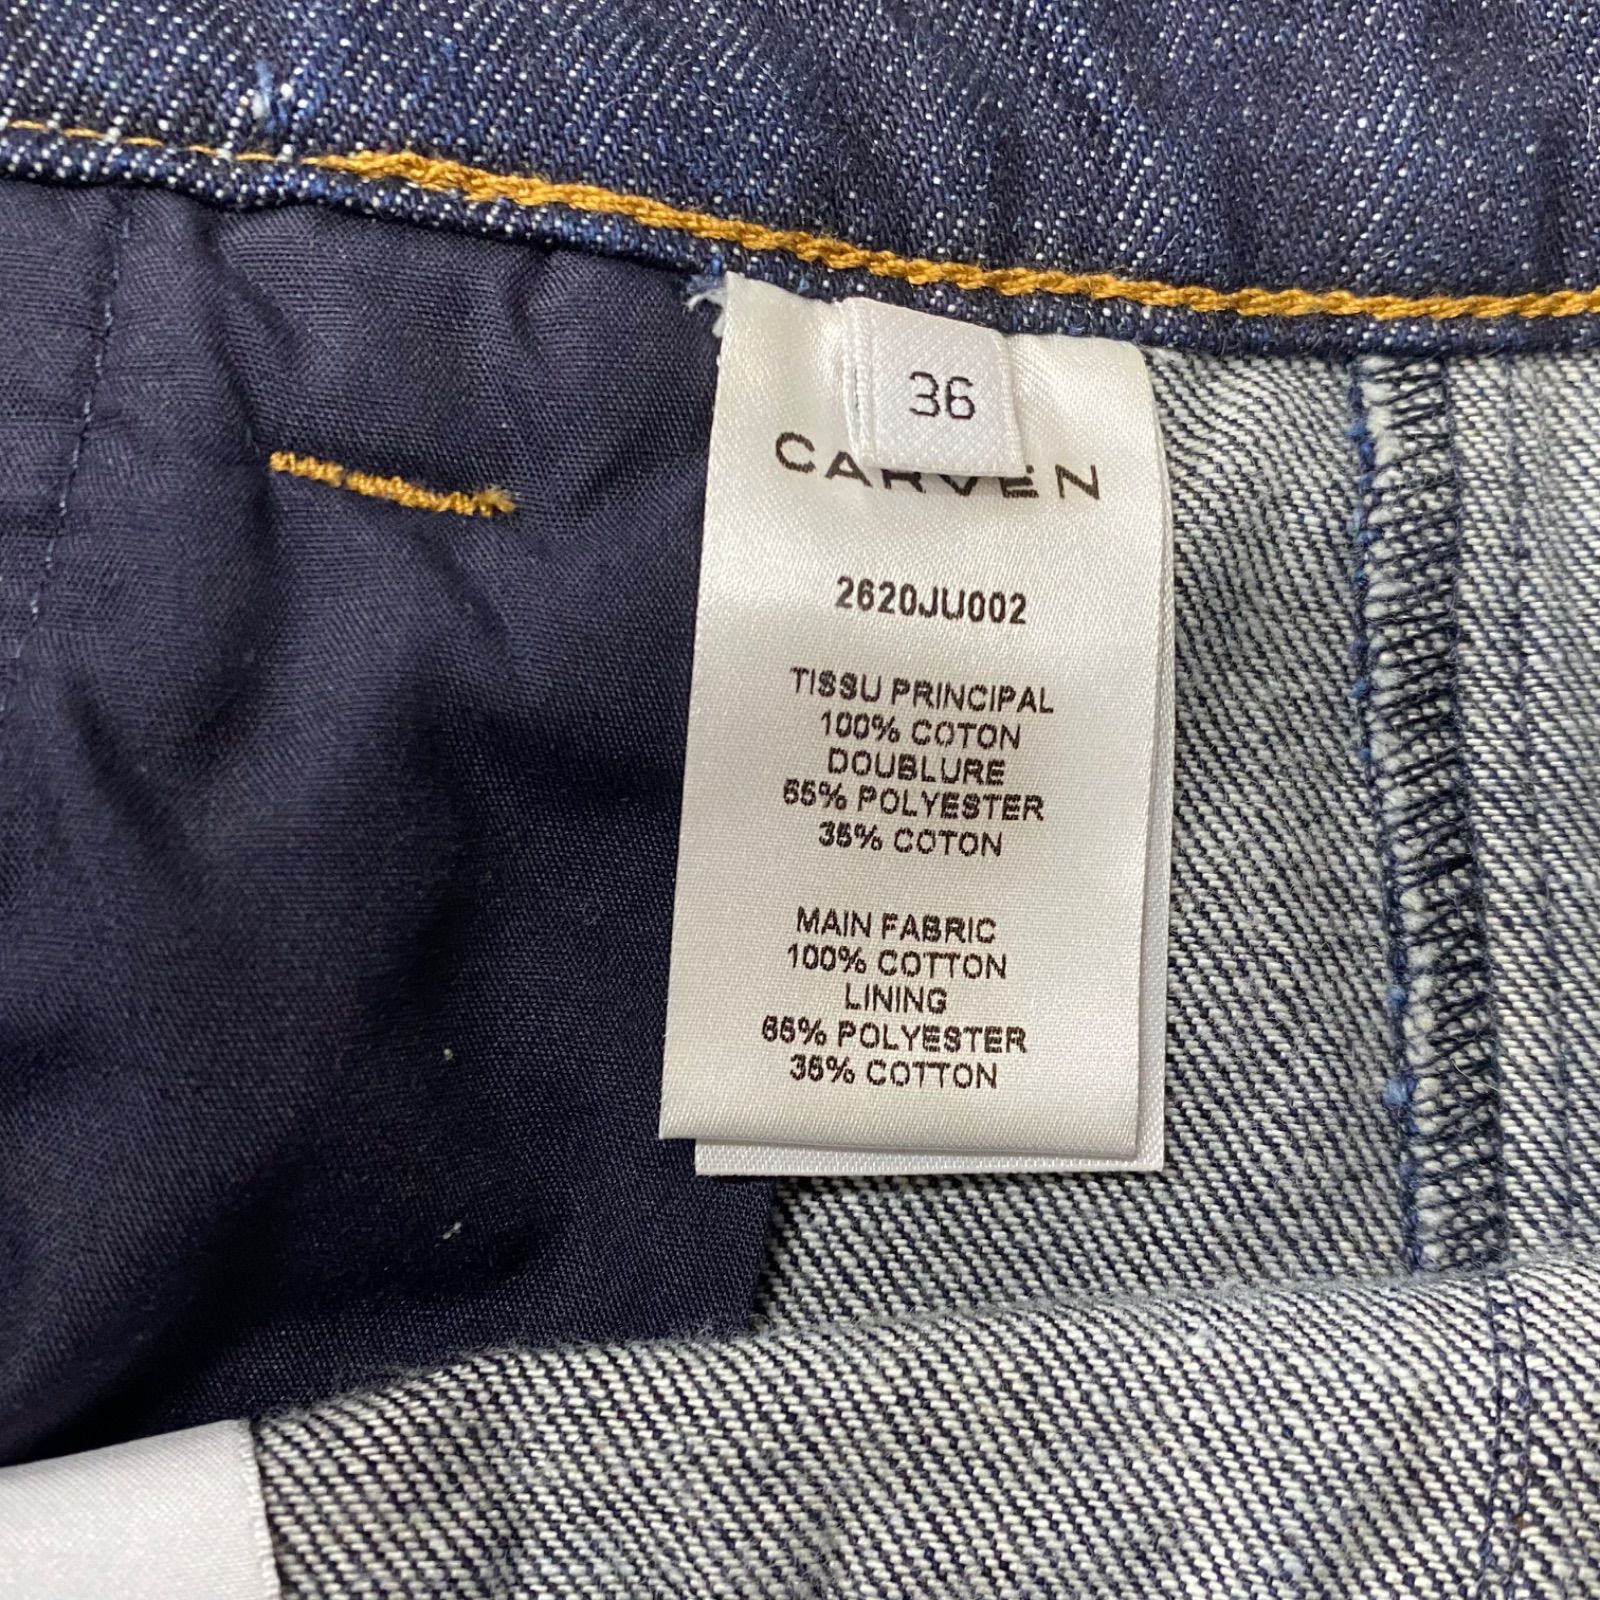 36
CARVEN
2620JU002
TISSU PRINCIPAL
100% COTON
DOUBLURE
65% POLYESTER
35% COTON
MAIN FABRIC
100% COTTON
LINING
65% POLYESTER
35% COTTON